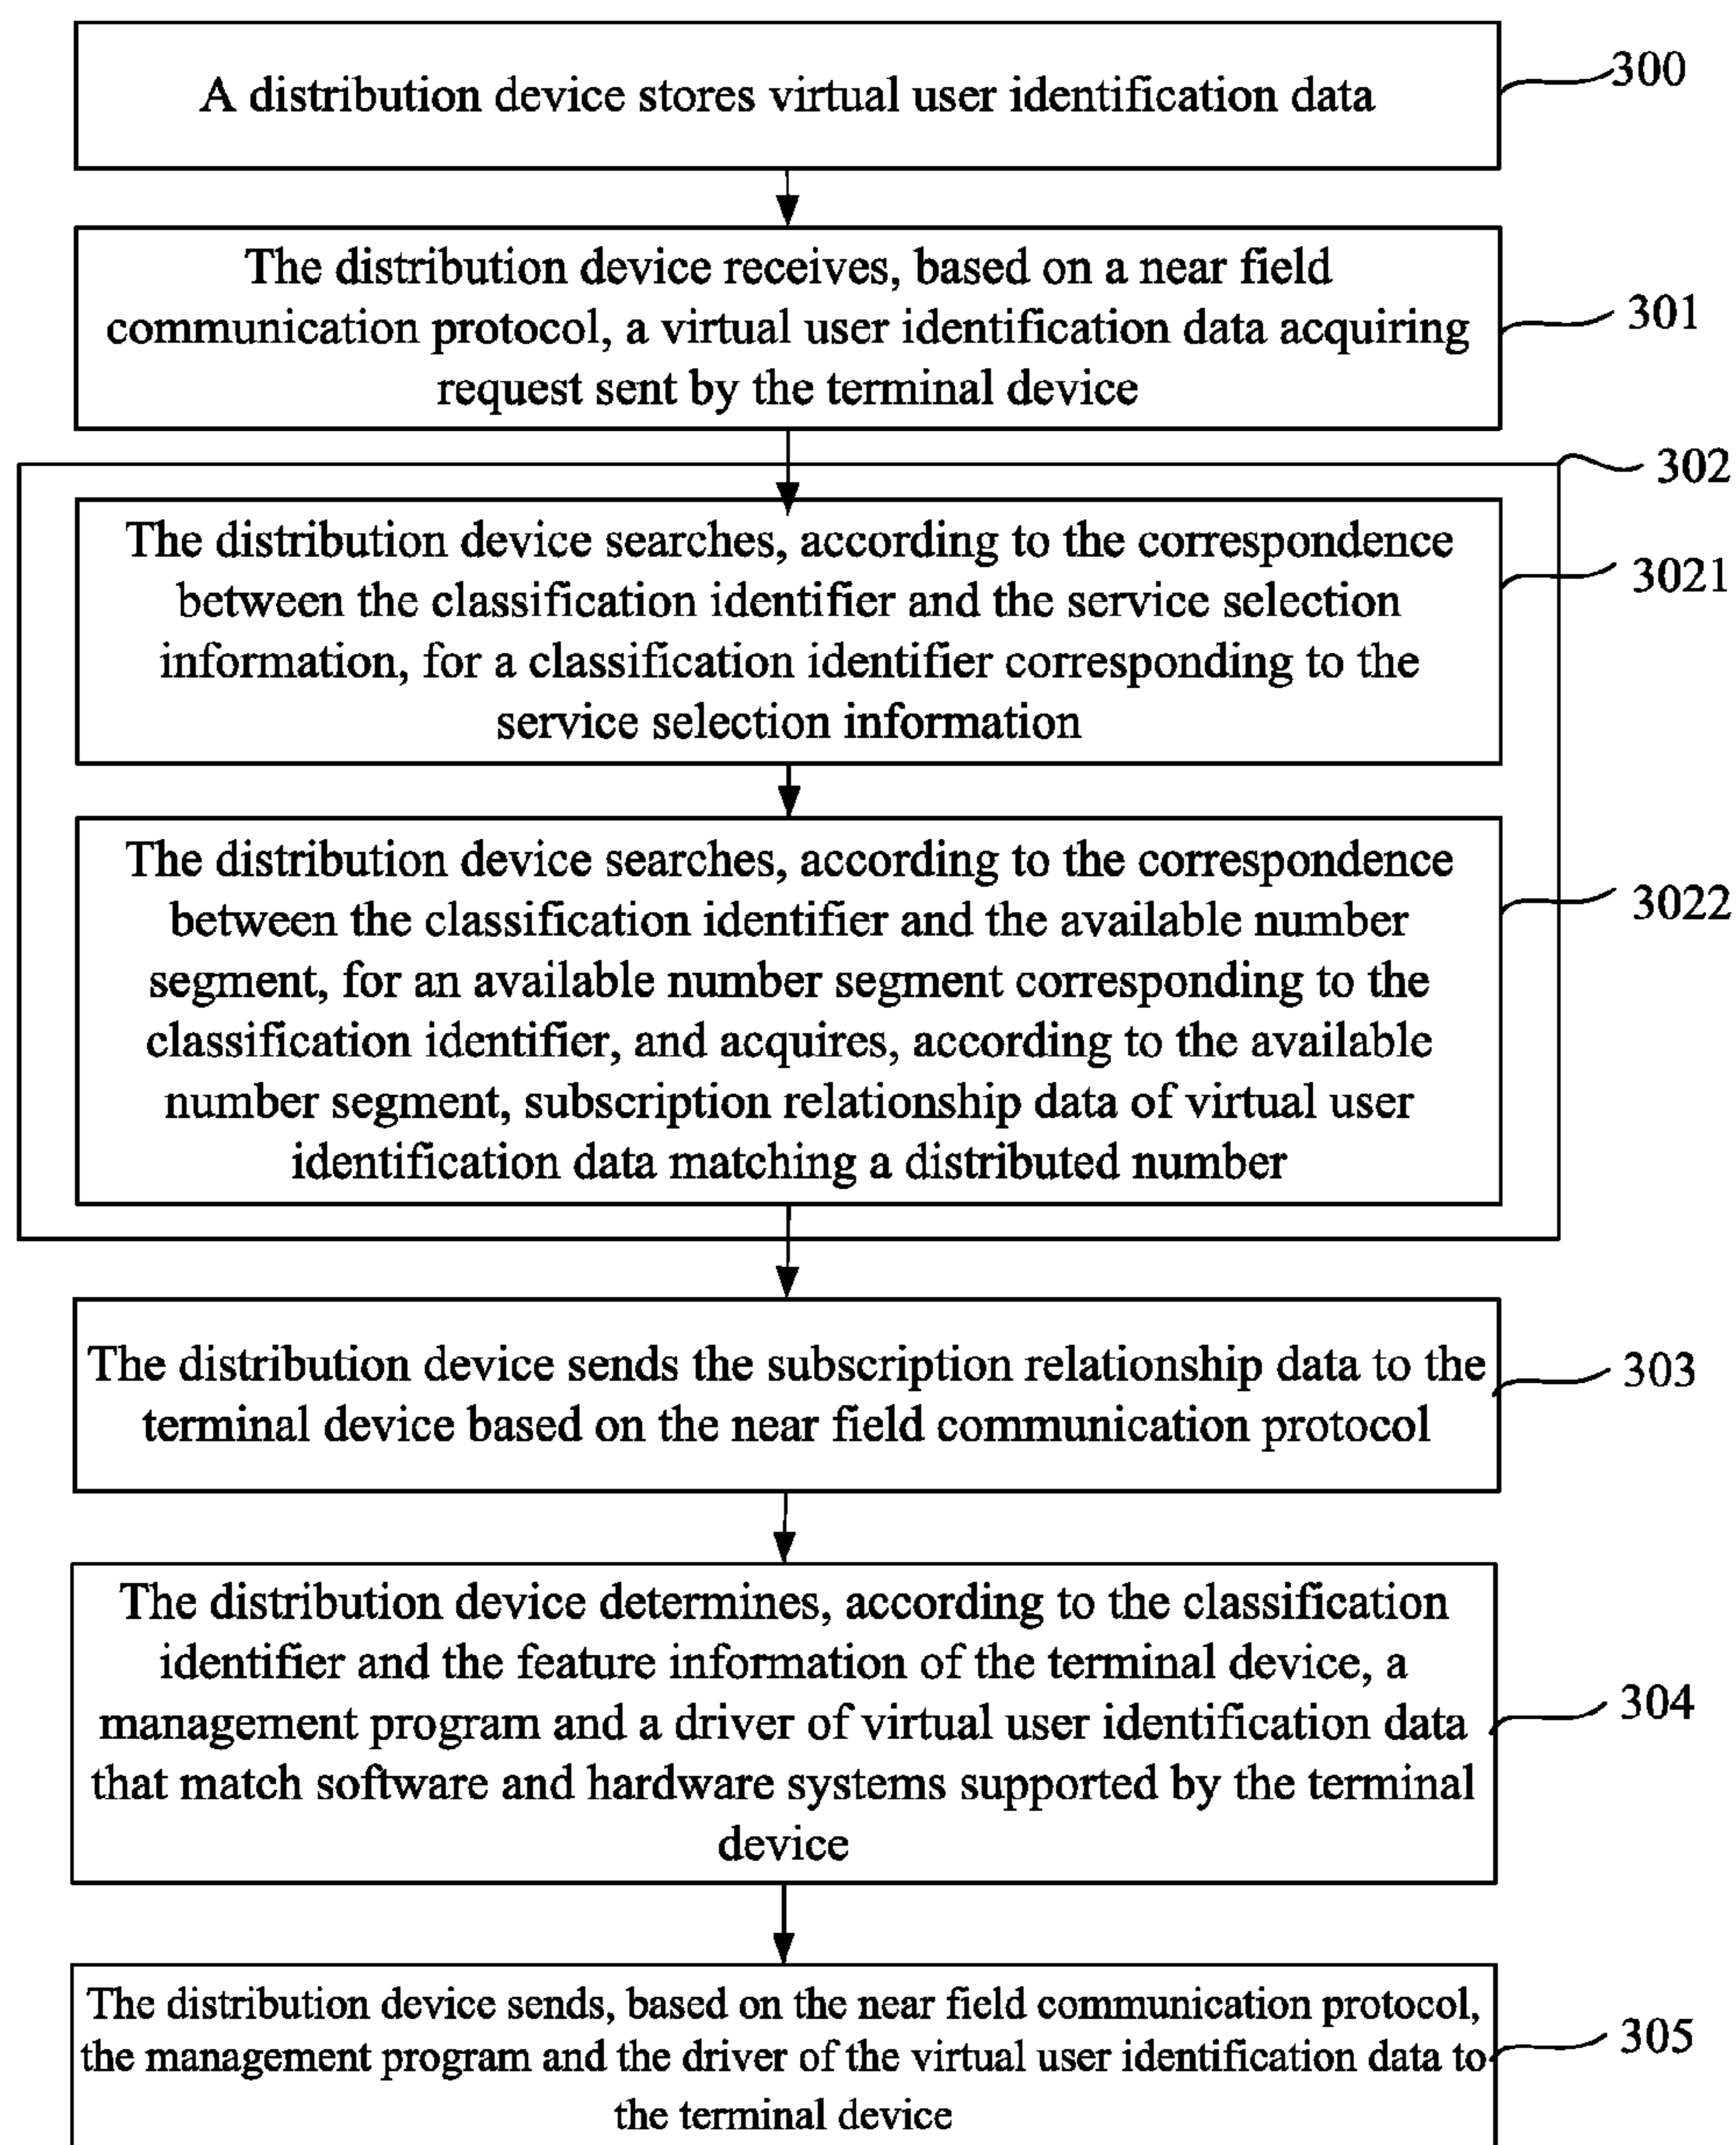 A distribution device stores virtual user identification data
300
The distribution device receives, based on a near field
communication protocol, a virtual user identification data acquiring
request sent by the terminal device
301
302
The distribution device searches, according to the correspondence
between the classification identifier and the service selection
information, for a classification identifier corresponding to the
service selection information
3021
The distribution device searches, according to the correspondence
between the classification identifier and the available number
segment, for an available number segment corresponding to the
classification identifier, and acquires, according to the available
number segment, subscription relationship data of virtual user
identification data matching a distributed number
3022
The distribution device sends the subscription relationship data to the
terminal device based on the near field communication protocol
303
The distribution device determines, according to the classification
identifier and the feature information of the terminal device, a
management program and a driver of virtual user identification data
that match software and hardware systems supported by the terminal
device
304
The distribution device sends, based on the near field communication protocol,
the management program and the driver of the virtual user identification data to
the terminal device
305